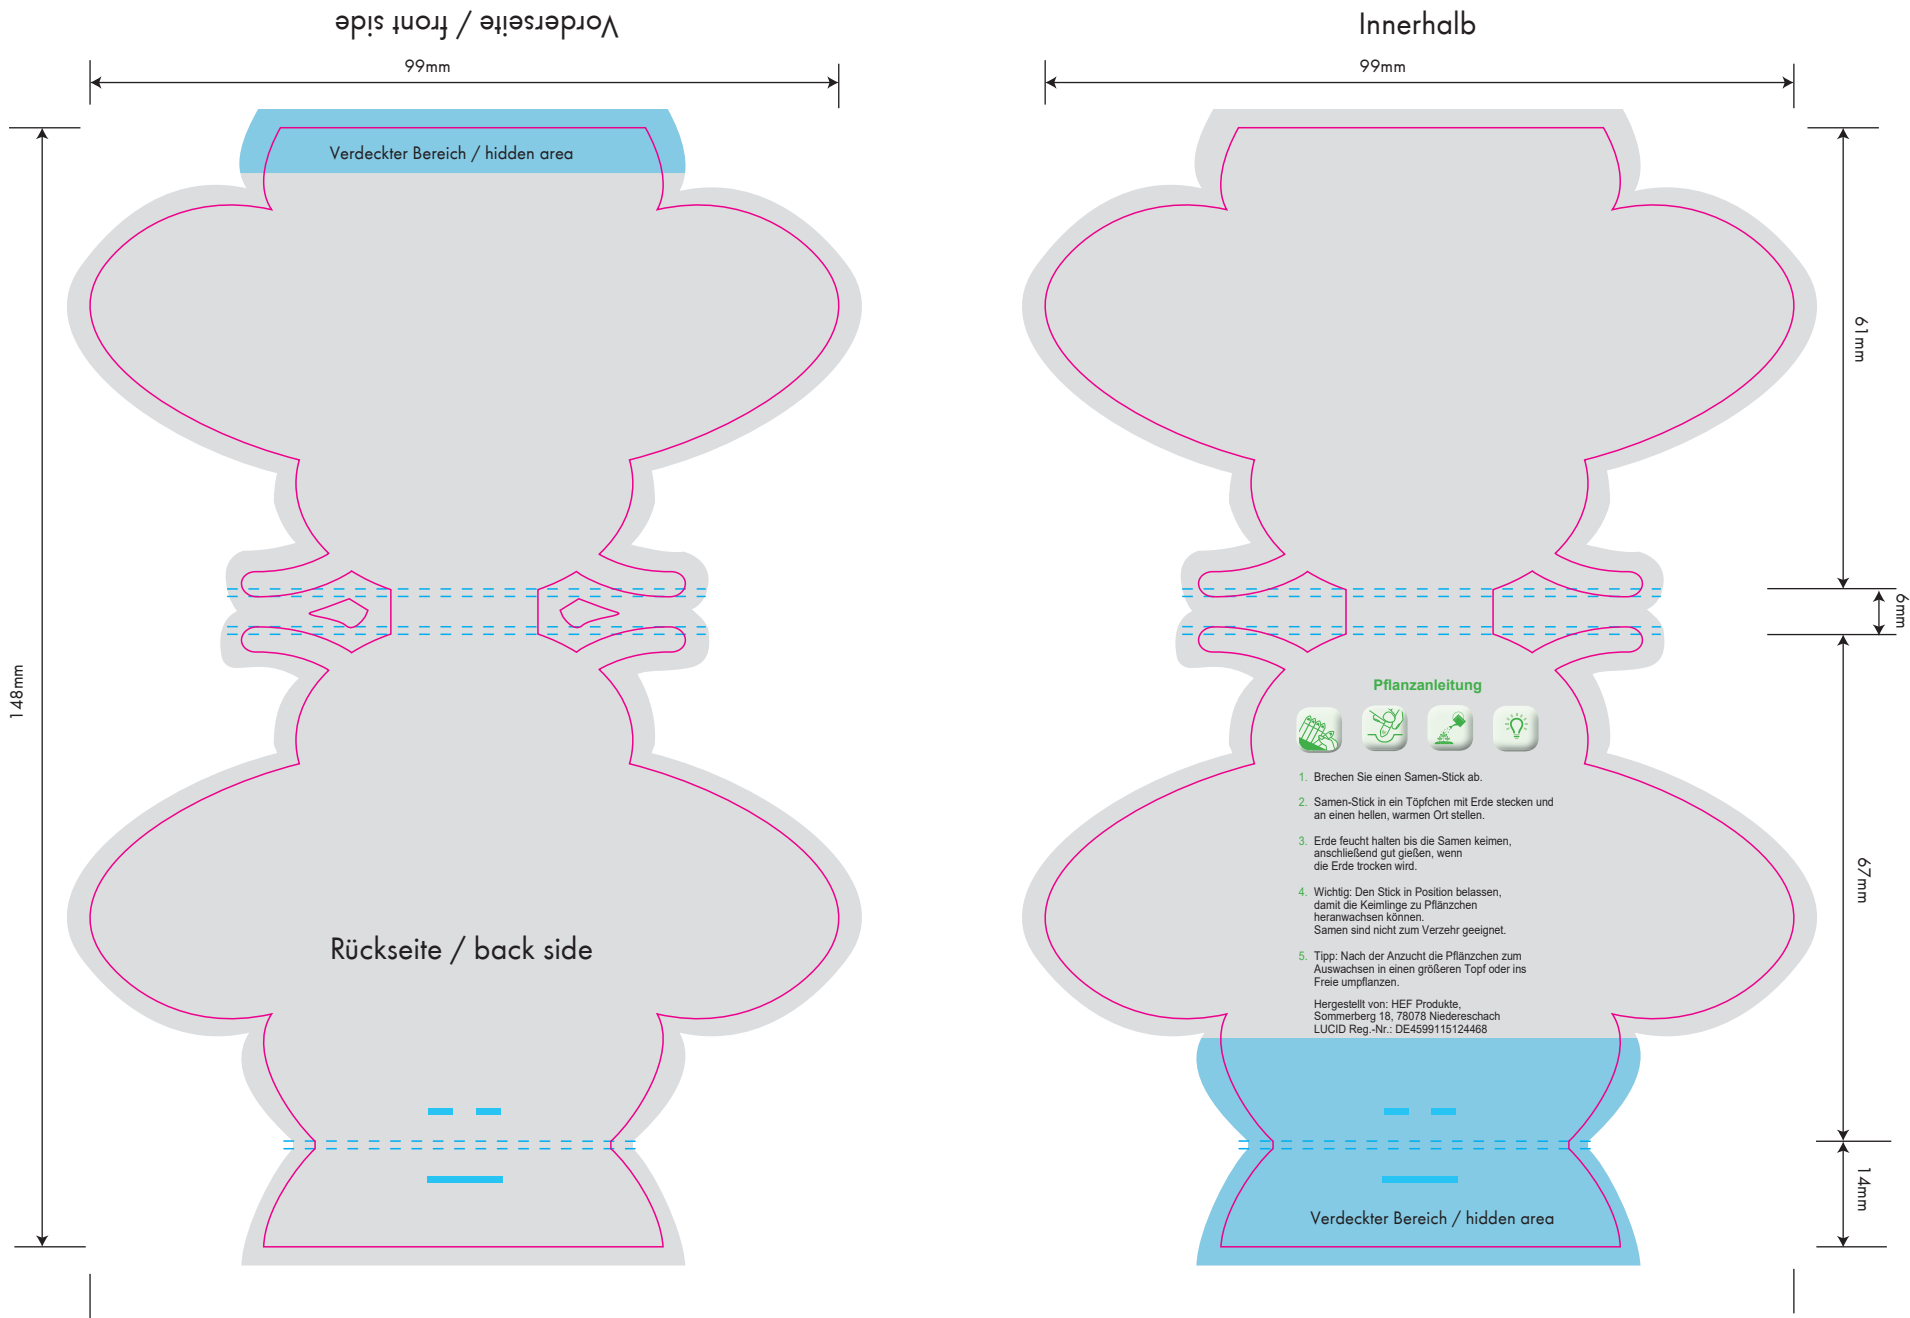 Vorderseite / front side
99mm
Verdeckter Bereich / hidden area
148mm
Rückseite / back side
Innerhalb
99mm
61mm
6mm
Pflanzanleitung
1. Brechen Sie einen Samen-Stick ab.
2. Samen-Stick in ein Töpfchen mit Erde stecken und
an einen hellen, warmen Ort stellen.
3. Erde feucht halten bis die Samen keimen,
anschließend gut gießen, wenn
die Erde trocken wird.
4. Wichtig: Den Stick in Position belassen,
damit die Keimlinge zu Pflänzchen
heranwachsen können.
Samen sind nicht zum Verzehr geeignet.
5. Tipp: Nach der Anzucht die Pflänzchen zum
Auswachsen in einen größeren Topf oder ins
Freie umpflanzen.
Hergestellt von: HEF Produkte,
Sommerberg 18, 78078 Niedereschach
LUCID Reg.-Nr.: DE4599115124468
67mm
14mm
Verdeckter Bereich / hidden area